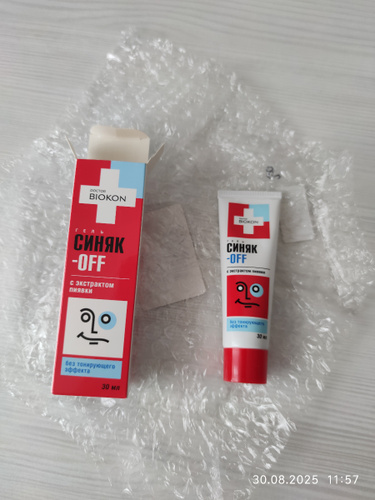 DOCTOR
BIOKON
ГЕЛЬ
СИНЯК
-OFF
с экстрактом
пиявки
без тонирующего
эффекта
30 мл
DOCTOR
BIOKON
ГЕЛЬ
СИНЯК
-OFF
с экстрактом пиявки
без тонирующего
эффекта
30 мл
30.08.2025 11:57